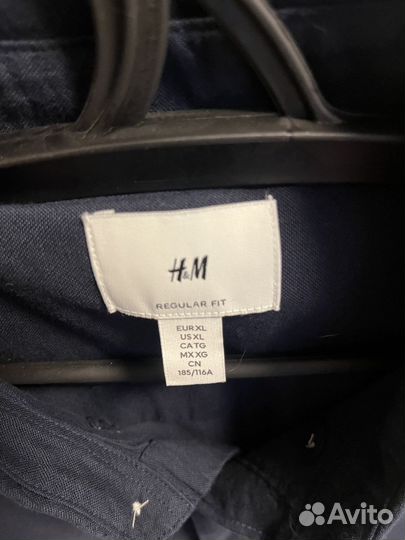 H&M
REGULAR FIT
EUR XL
US XL
CA TG
MX XG
CN
185/116A
Avito